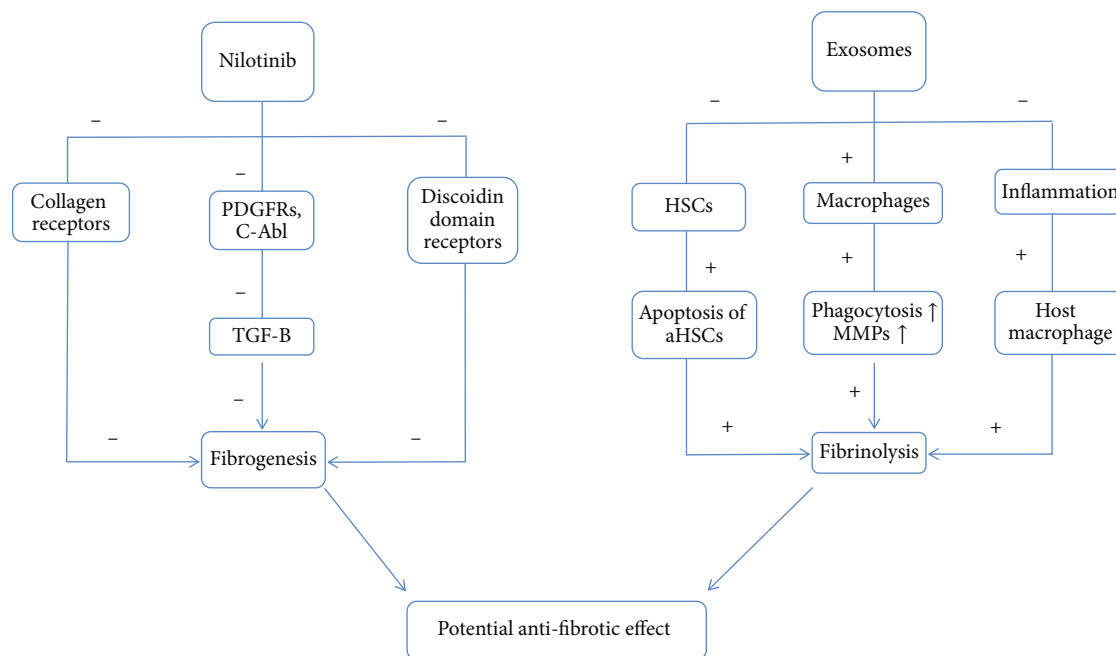 Nilotinib
–
–
–
Collagen
receptors
PDGFRs,
C-Abl
Discoidin
domain
receptors
–
TGF-B
–
–
–
Fibrogenesis
Exosomes
–
+
–
HSCs
Macrophages
Inflammation
+
+
+
Apoptosis of
aHSCs
Phagocytosis ↑
MMPs ↑
Host
macrophage
+
+
+
Fibrinolysis
Potential anti-fibrotic effect